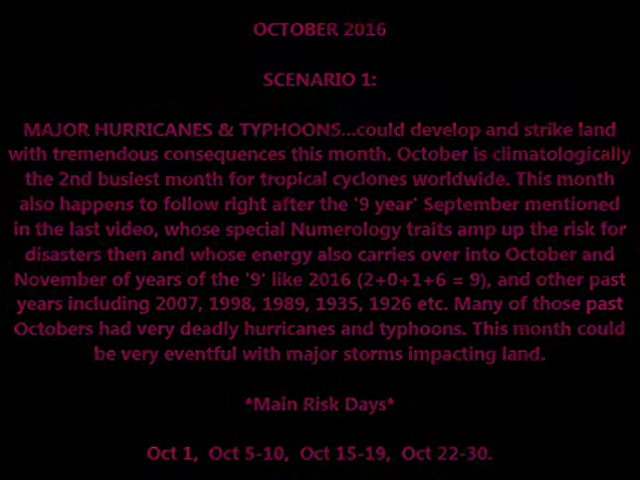 OCTOBER 2016
SCENARIO 1:
MAJOR HURRICANES & TYPHOONS...could develop and strike land
with tremendous consequences this month. October is climatologically
the 2nd busiest month for tropical cyclones worldwide. This month
also happens to follow right after the '9 year' September mentioned
in the last video, whose special Numerology traits amp up the risk for
disasters then and whose energy also carries over into October and
November of years of the '9' like 2016 (2+0+1+6 = 9), and other past
years including 2007, 1998, 1989, 1935, 1926 etc. Many of those past
Octobers had very deadly hurricanes and typhoons. This month could
be very eventful with major storms impacting land.
*Main Risk Days*
Oct 1, Oct 5-10, Oct 15-19, Oct 22-30.